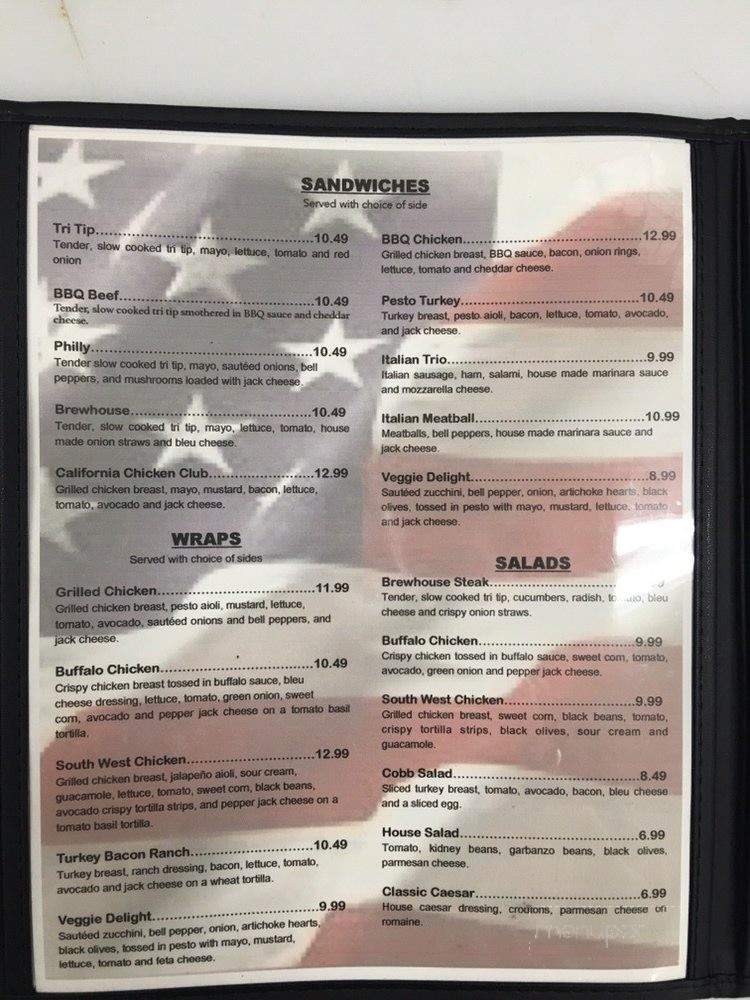 SANDWICHES
Served with choice of side
Tri Tip..........10.49
Tender, slow cooked tri tip, mayo, lettuce, tomato and red
onion
BBQ Beef..........10.49
Tender, slow cooked tri tip smothered in BBQ sauce and cheddar
cheese.
Philly..........10.49
Tender slow cooked tri tip, mayo, sautéed onions, bell
peppers, and mushrooms loaded with jack cheese.
Brewhouse..........10.49
Tender, slow cooked tri tip, mayo, lettuce, tomato, house
made onion straws and bleu cheese.
California Chicken Club..........12.99
Grilled chicken breast, mayo, mustard, bacon, lettuce,
tomato, avocado and jack cheese.
BBQ Chicken..........12.99
Grilled chicken breast, BBQ sauce, bacon, onion rings,
lettuce, tomato and cheddar cheese.
Pesto Turkey..........10.49
Turkey breast, pesto aioli, bacon, lettuce, tomato, avocado,
and jack cheese.
Italian Trio..........9.99
Italian sausage, ham, salami, house made marinara sauce
and mozzarella cheese.
Italian Meatball..........10.99
Meatballs, bell peppers, house made marinara sauce and
jack cheese.
Veggie Delight..........8.99
Sautéed zucchini, bell pepper, onion, artichoke hearts, black
olives, tossed in pesto with mayo, mustard, lettuce, tomato
and jack cheese.
WRAPS
Served with choice of sides
Grilled Chicken..........11.99
Grilled chicken breast, pesto aioli, mustard, lettuce,
tomato, avocado, sautéed onions and bell peppers, and
jack cheese.
Buffalo Chicken..........10.49
Crispy chicken breast tossed in buffalo sauce, bleu
cheese dressing, lettuce, tomato, green onion, sweet
corn, avocado and pepper jack cheese on a tomato basil
tortilla.
South West Chicken..........12.99
Grilled chicken breast, jalapeño aioli, sour cream,
guacamole, lettuce, tomato, sweet corn, black beans,
avocado crispy tortilla strips, and pepper jack cheese on a
tomato basil tortilla.
Turkey Bacon Ranch..........10.49
Turkey breast, ranch dressing, bacon, lettuce, tomato,
avocado and jack cheese on a wheat tortilla.
Veggie Delight..........9.99
Sautéed zucchini, bell pepper, onion, artichoke hearts,
black olives, tossed in pesto with mayo, mustard,
lettuce, tomato and feta cheese.
SALADS
Brewhouse Steak..........
Tender, slow cooked tri tip, cucumbers, radish, bleu
cheese and crispy onion straws.
Buffalo Chicken..........9.99
Crispy chicken tossed in buffalo sauce, sweet corn, tomato,
avocado, green onion and pepper jack cheese.
South West Chicken..........9.99
Grilled chicken breast, sweet corn, black beans, tomato,
crispy tortilla strips, black olives, sour cream and
guacamole.
Cobb Salad..........8.49
Sliced turkey breast, tomato, avocado, bacon, bleu cheese
and a sliced egg.
House Salad..........6.99
Tomato, kidney beans, garbanzo beans, black olives,
parmesan cheese.
Classic Caesar..........6.99
House caesar dressing, croutons, parmesan cheese on
romaine.
menupix